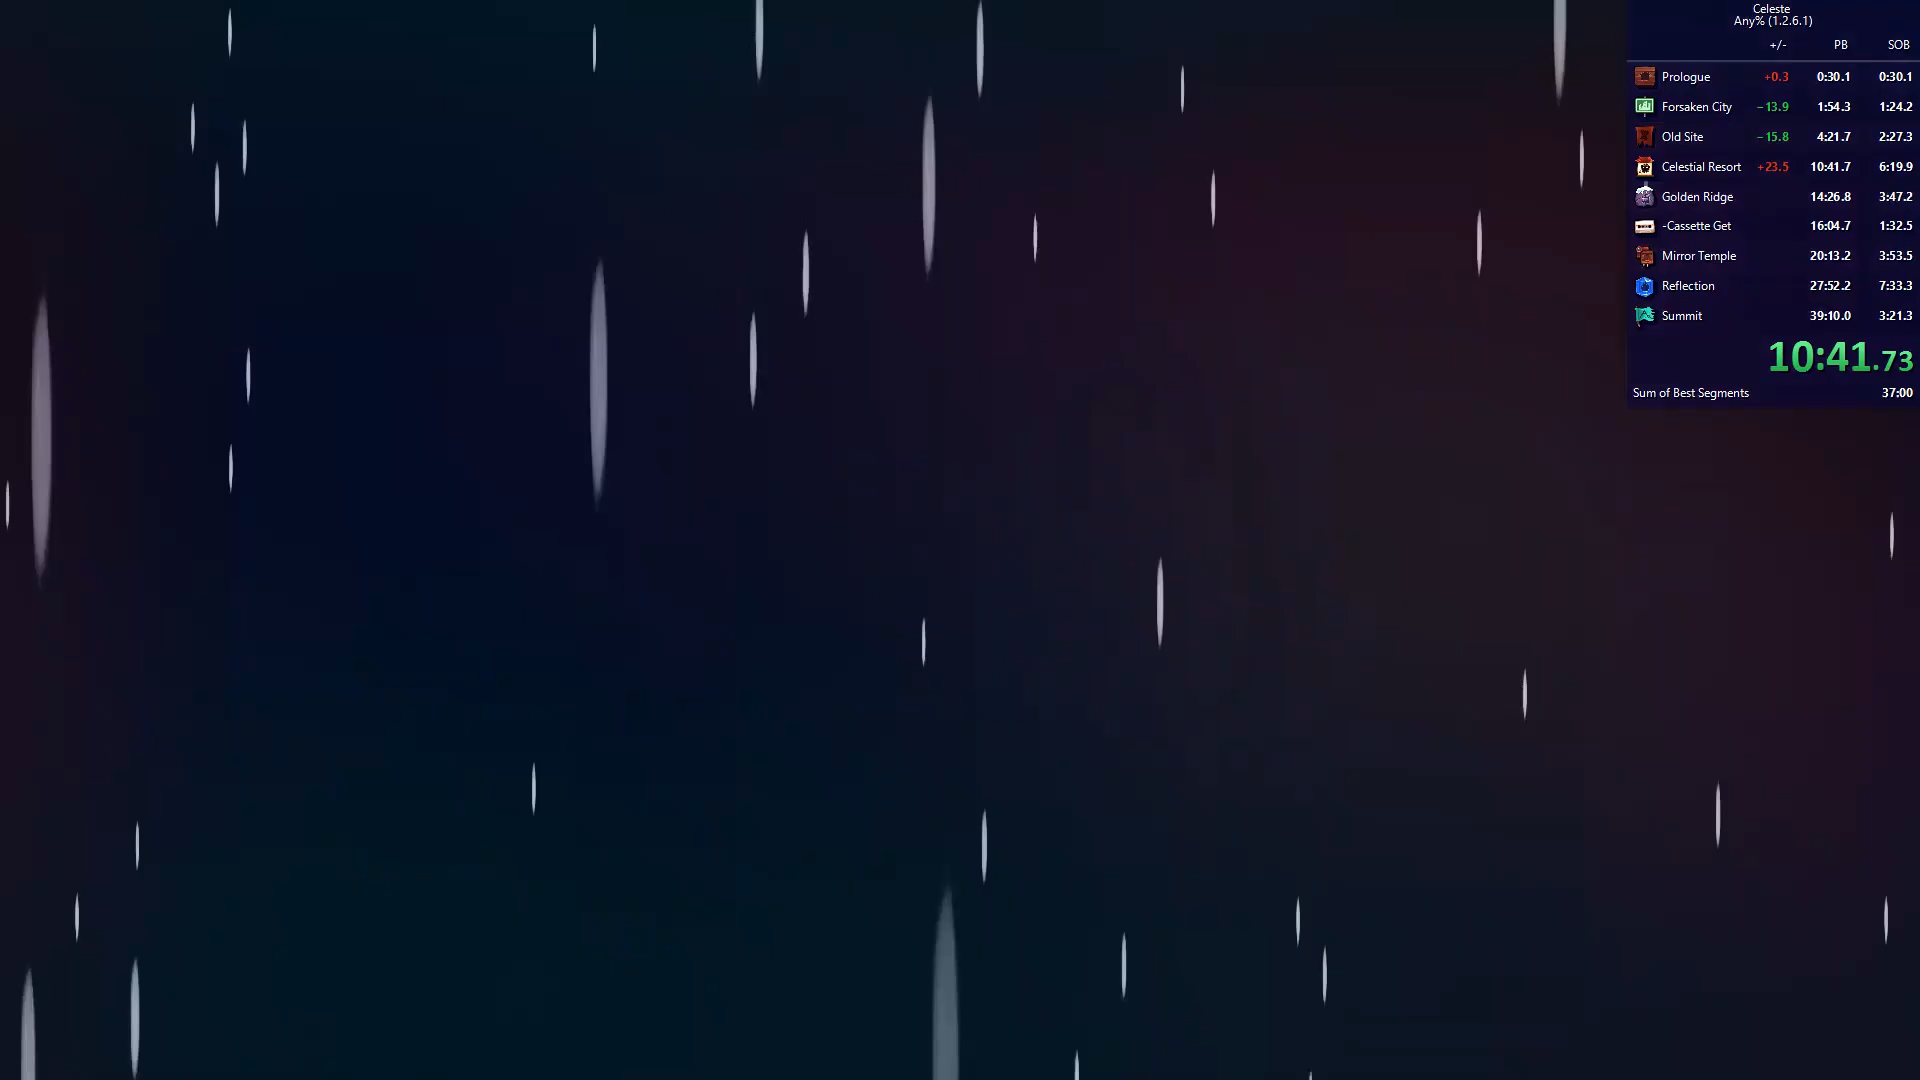 Celeste
Any% (1.2.6.1)
+/- PB SOB
Prologue +0.3 0:30.1 0:30.1
Forsaken City −13.9 1:54.3 1:24.2
Old Site −15.8 4:21.7 2:27.3
Celestial Resort +23.5 10:41.7 6:19.9
Golden Ridge 14:26.8 3:47.2
-Cassette Get 16:04.7 1:32.5
Mirror Temple 20:13.2 3:53.5
Reflection 27:52.2 7:33.3
Summit 39:10.0 3:21.3
10:41.73
Sum of Best Segments 37:00